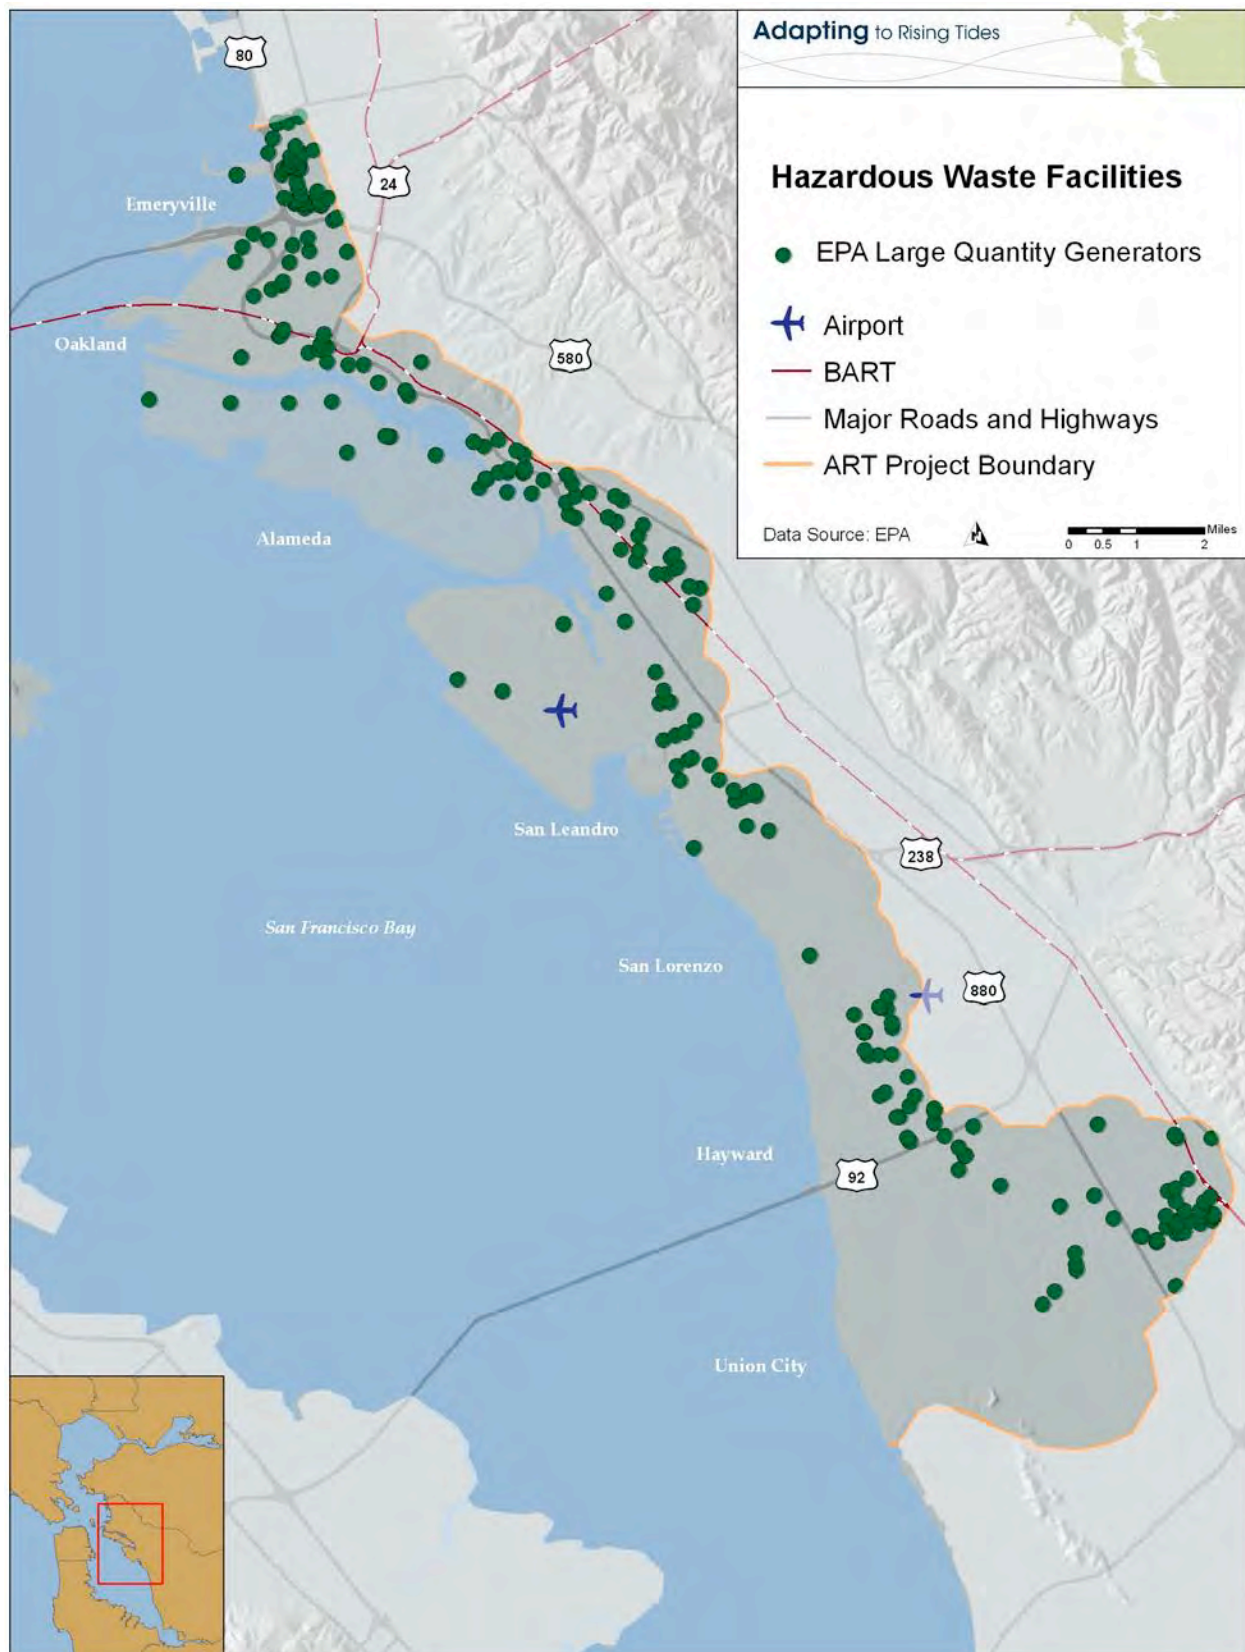 Adapting to Rising Tides
Hazardous Waste Facilities
EPA Large Quantity Generators
Airport
BART
Major Roads and Highways
ART Project Boundary
Data Source: EPA
Miles
0 0.5 1 2
80
24
Emeryville
Oakland
580
Alameda
San Leandro
238
San Francisco Bay
San Lorenzo
880
Hayward
92
Union City